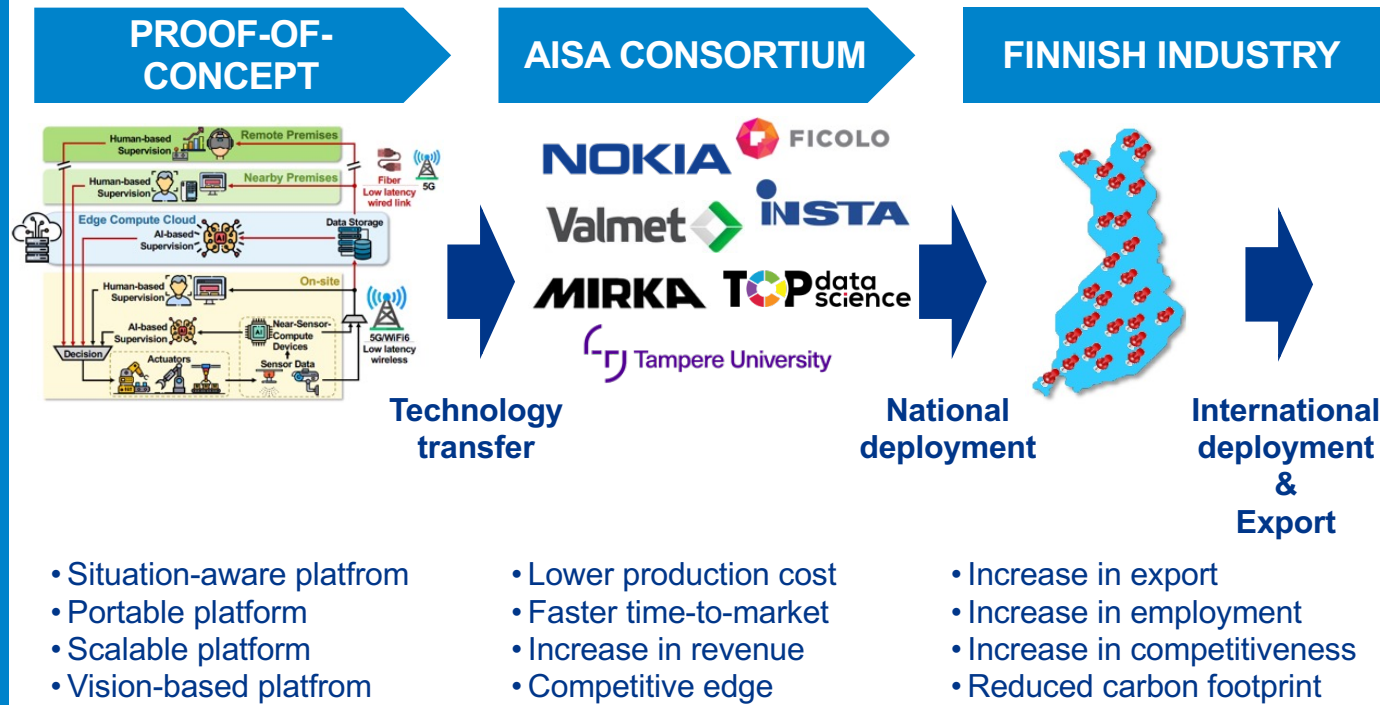 PROOF-OF-
CONCEPT
AISA CONSORTIUM
FINNISH INDUSTRY
Human-based
Supervision
Remote Premises
Human-based
Supervision
Nearby Premises
Fiber
Low latency
wired link
5G
Edge Compute Cloud
AI-based
Supervision
AI
Data Storage
On-site
Human-based
Supervision
AI-based
Supervision
AI
AI
Near-Sensor-
Compute
Devices
5G/WiFi6
Low latency
wireless
Decision
Actuators
Sensor Data
NOKIA
FICOLO
Valmet
INSTA
MIRKA
TOP data
science
Tampere University
Technology
transfer
National
deployment
International
deployment
&
Export
• Situation-aware platfrom
• Portable platform
• Scalable platform
• Vision-based platfrom
• Lower production cost
• Faster time-to-market
• Increase in revenue
• Competitive edge
• Increase in export
• Increase in employment
• Increase in competitiveness
• Reduced carbon footprint